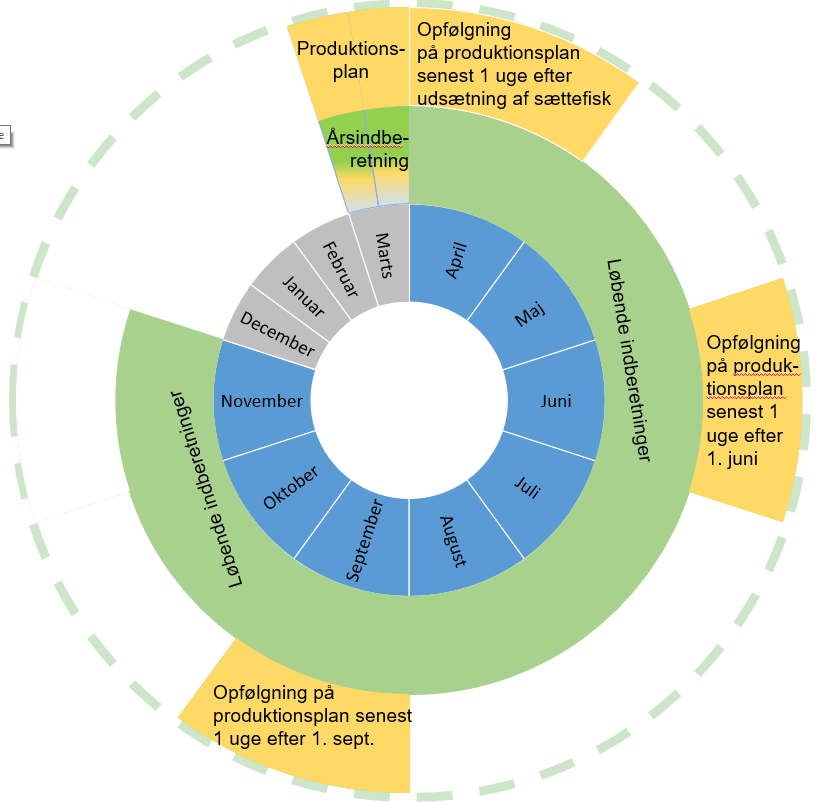 Produktions-
plan
Opfølgning
på produktionsplan
senest 1 uge efter
udsætning af sættefisk
Årsindbe-
retning
April
Maj
Juni
Juli
August
September
Oktober
November
December
Januar
Februar
Marts
Løbende indberetninger
Opfølgning
på produk-
tionsplan
senest 1
uge efter
1. juni
Løbende indberetninger
Opfølgning på
produktionsplan senest
1 uge efter 1. sept.
e